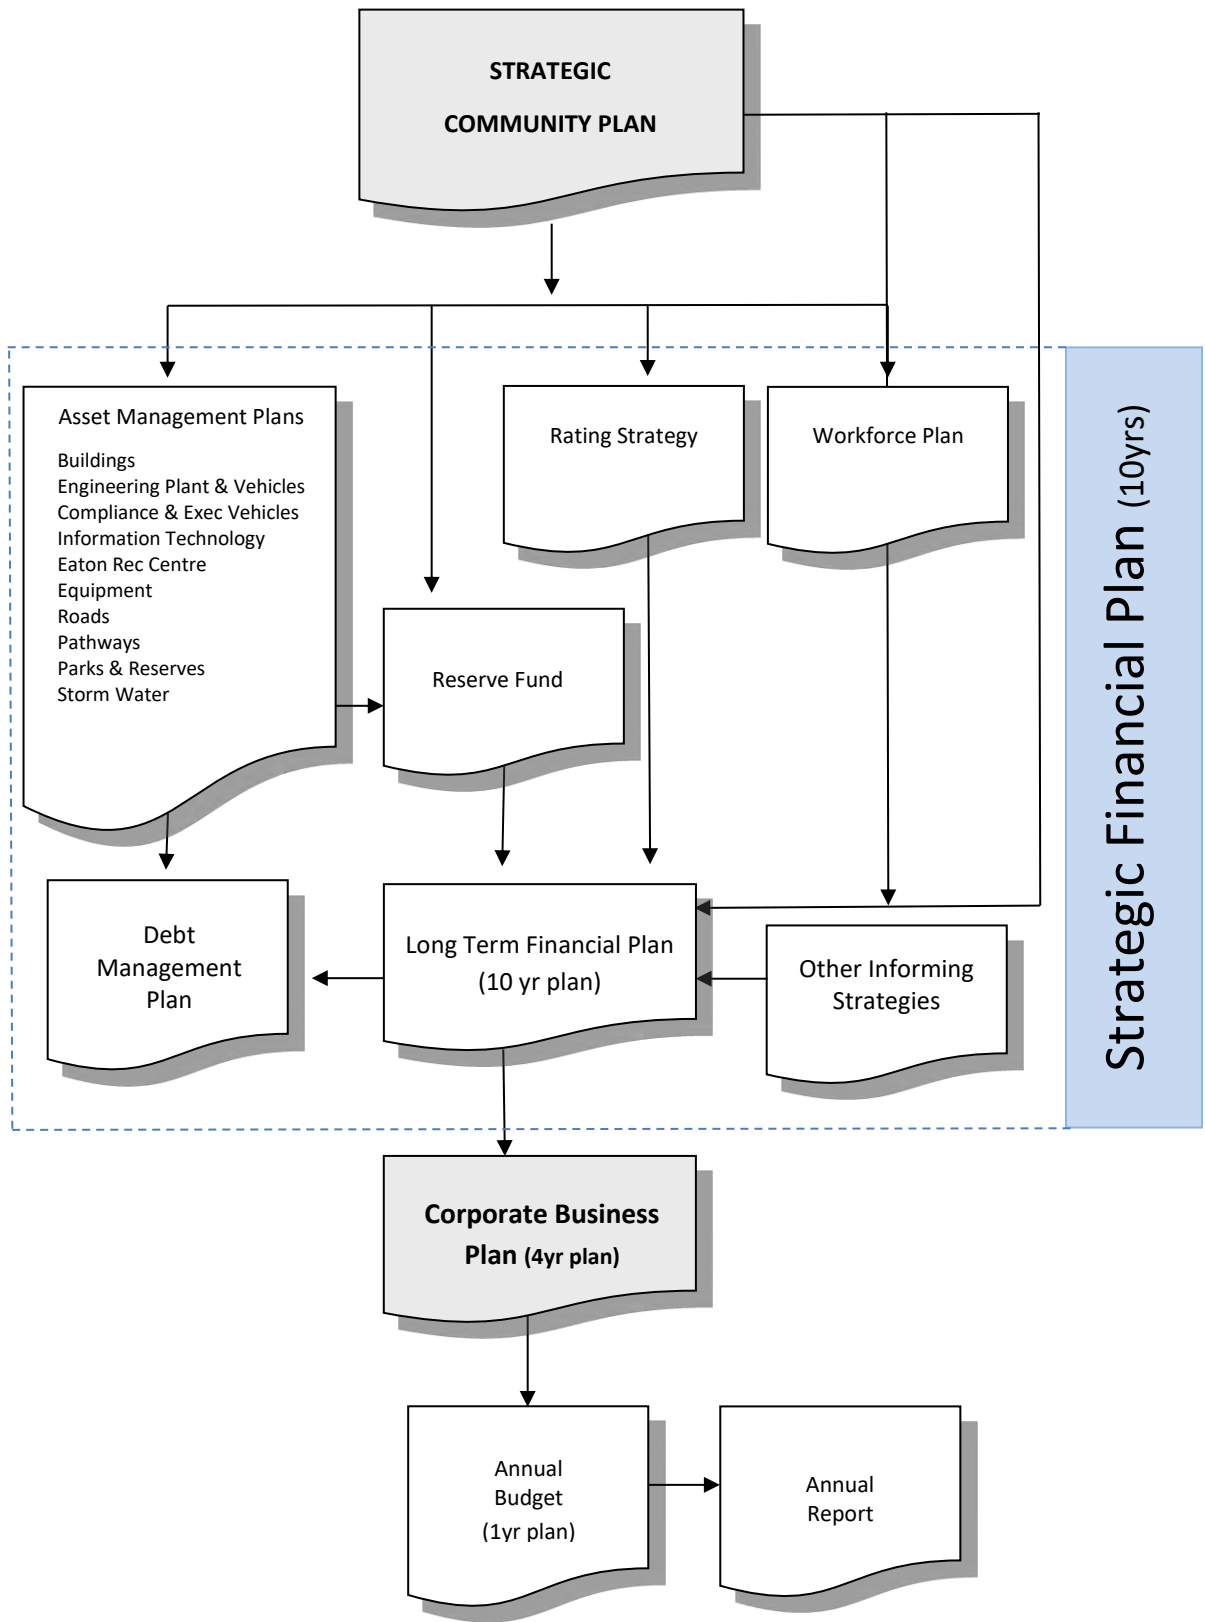 STRATEGIC
COMMUNITY PLAN
Asset Management Plans
Buildings
Engineering Plant & Vehicles
Compliance & Exec Vehicles
Information Technology
Eaton Rec Centre
Equipment
Roads
Pathways
Parks & Reserves
Storm Water
Rating Strategy
Workforce Plan
Reserve Fund
Debt
Management
Plan
Long Term Financial Plan
(10 yr plan)
Other Informing
Strategies
Strategic Financial Plan (10yrs)
Corporate Business
Plan (4yr plan)
Annual
Budget
(1yr plan)
Annual
Report